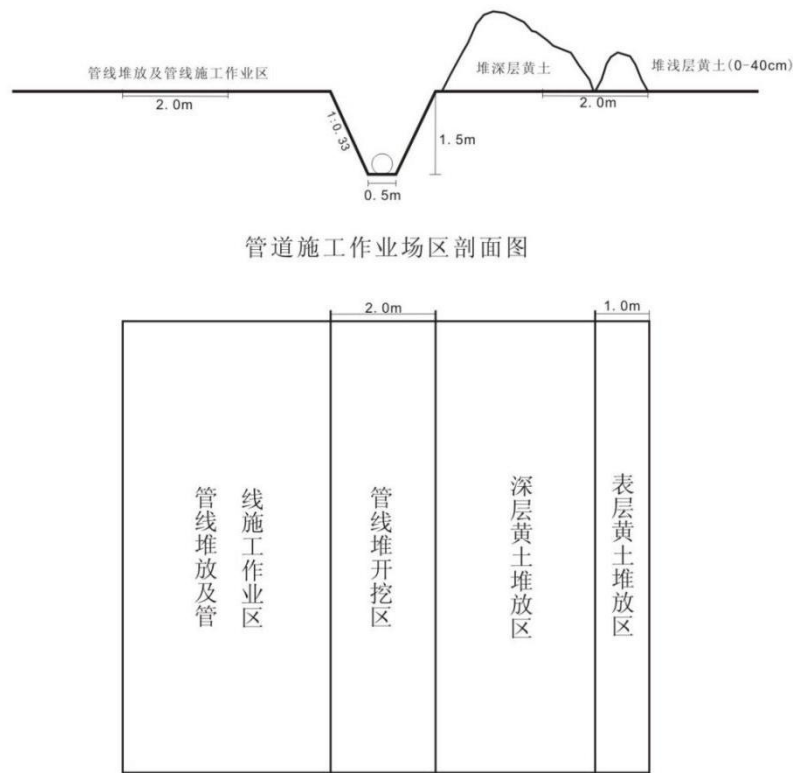 管线堆放及管线施工作业区
堆深层黄土
堆浅层黄土(0-40cm)
2.0m
2.0m
1:0.33
1.5m
0.5m
管道施工作业场区剖面图
2.0m
1.0m
管线堆放及管
线施工作业区
管线堆开挖区
深层黄土堆放区
表层黄土堆放区